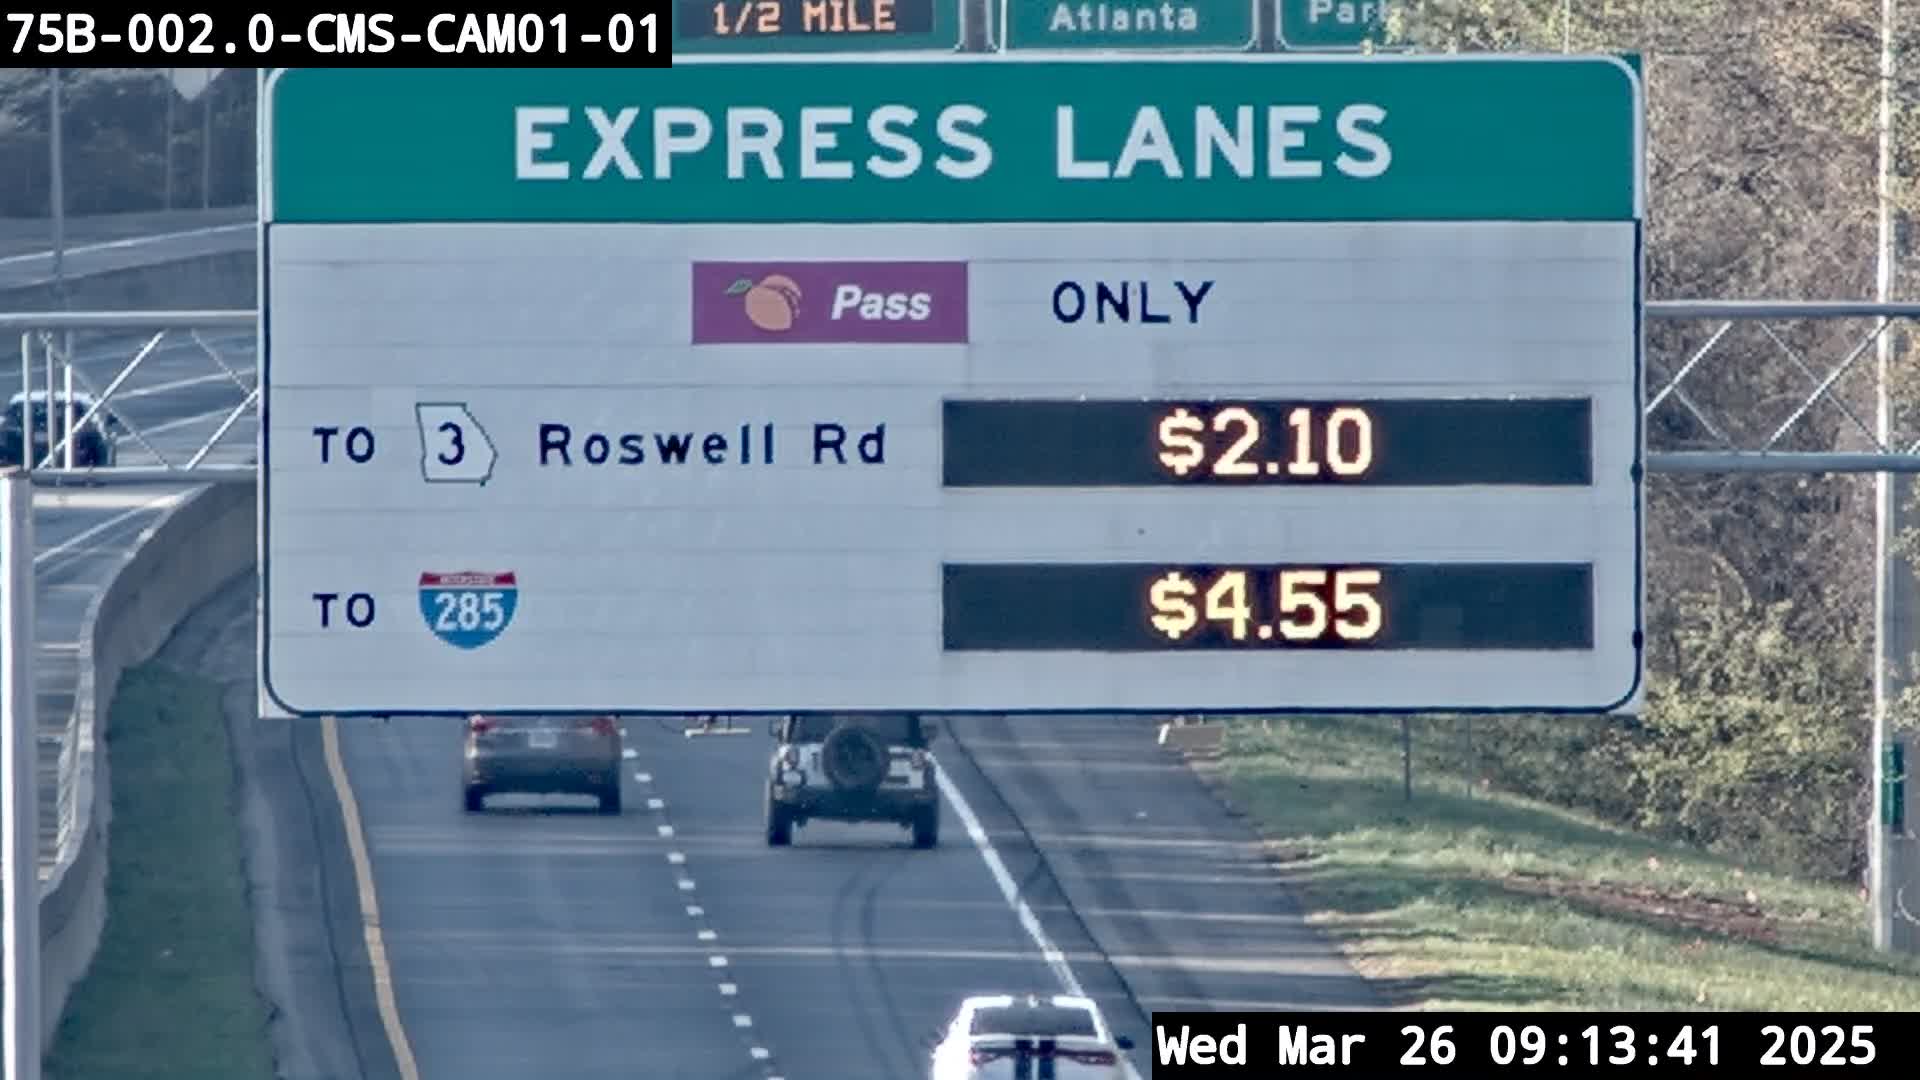 75B-002.0-CMS-CAM01-01
1/2 MILE
Atlanta
EXPRESS LANES
Pass ONLY
TO 3 Roswell Rd $2.10
TO INTERSTATE 285 $4.55
Wed Mar 26 09:13:41 2025